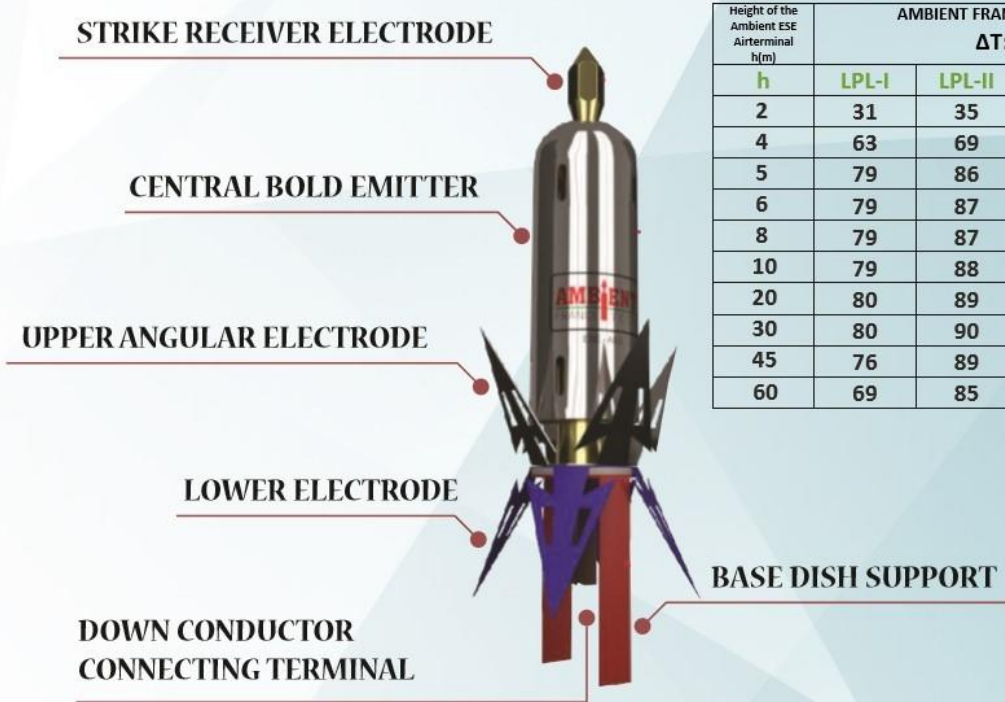 STRIKE RECEIVER ELECTRODE
CENTRAL BOLD EMITTER
UPPER ANGULAR ELECTRODE
LOWER ELECTRODE
DOWN CONDUCTOR
CONNECTING TERMINAL
BASE DISH SUPPORT
AMBiENT
Height of the
Ambient ESE
Airterminal
h(m)
AMBIENT
ΔT
h LPL-I LPL-II
2 31 35
4 63 69
5 79 86
6 79 87
8 79 87
10 79 88
20 80 89
30 80 90
45 76 89
60 69 85